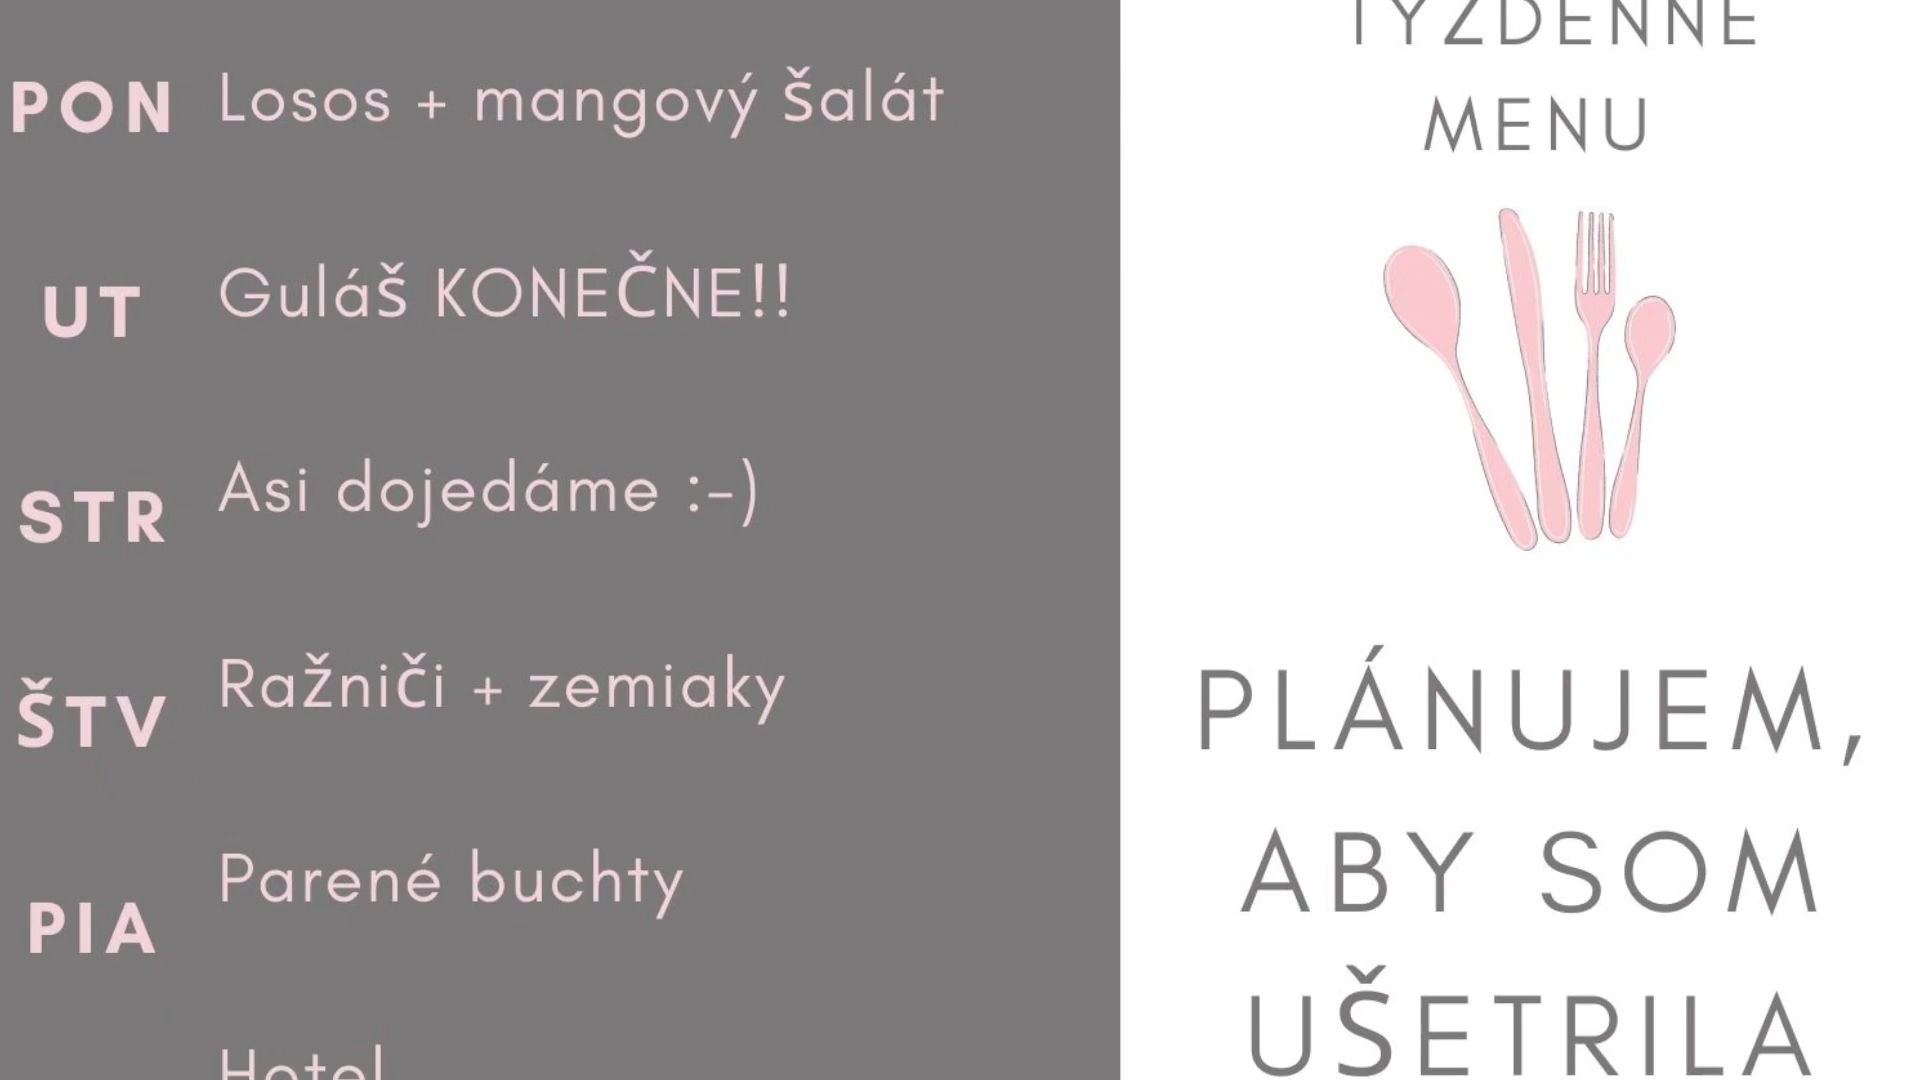 PON Losos + mangový šalát
UT Guláš KONEČNE!!
STR Asi dojedáme :-)
ŠTV Ražniči + zemiaky
PIA Parené buchty
Hotel
TÝŽDENNÉ
MENU
PLÁNUJEM,
ABY SOM
UŠETRILA